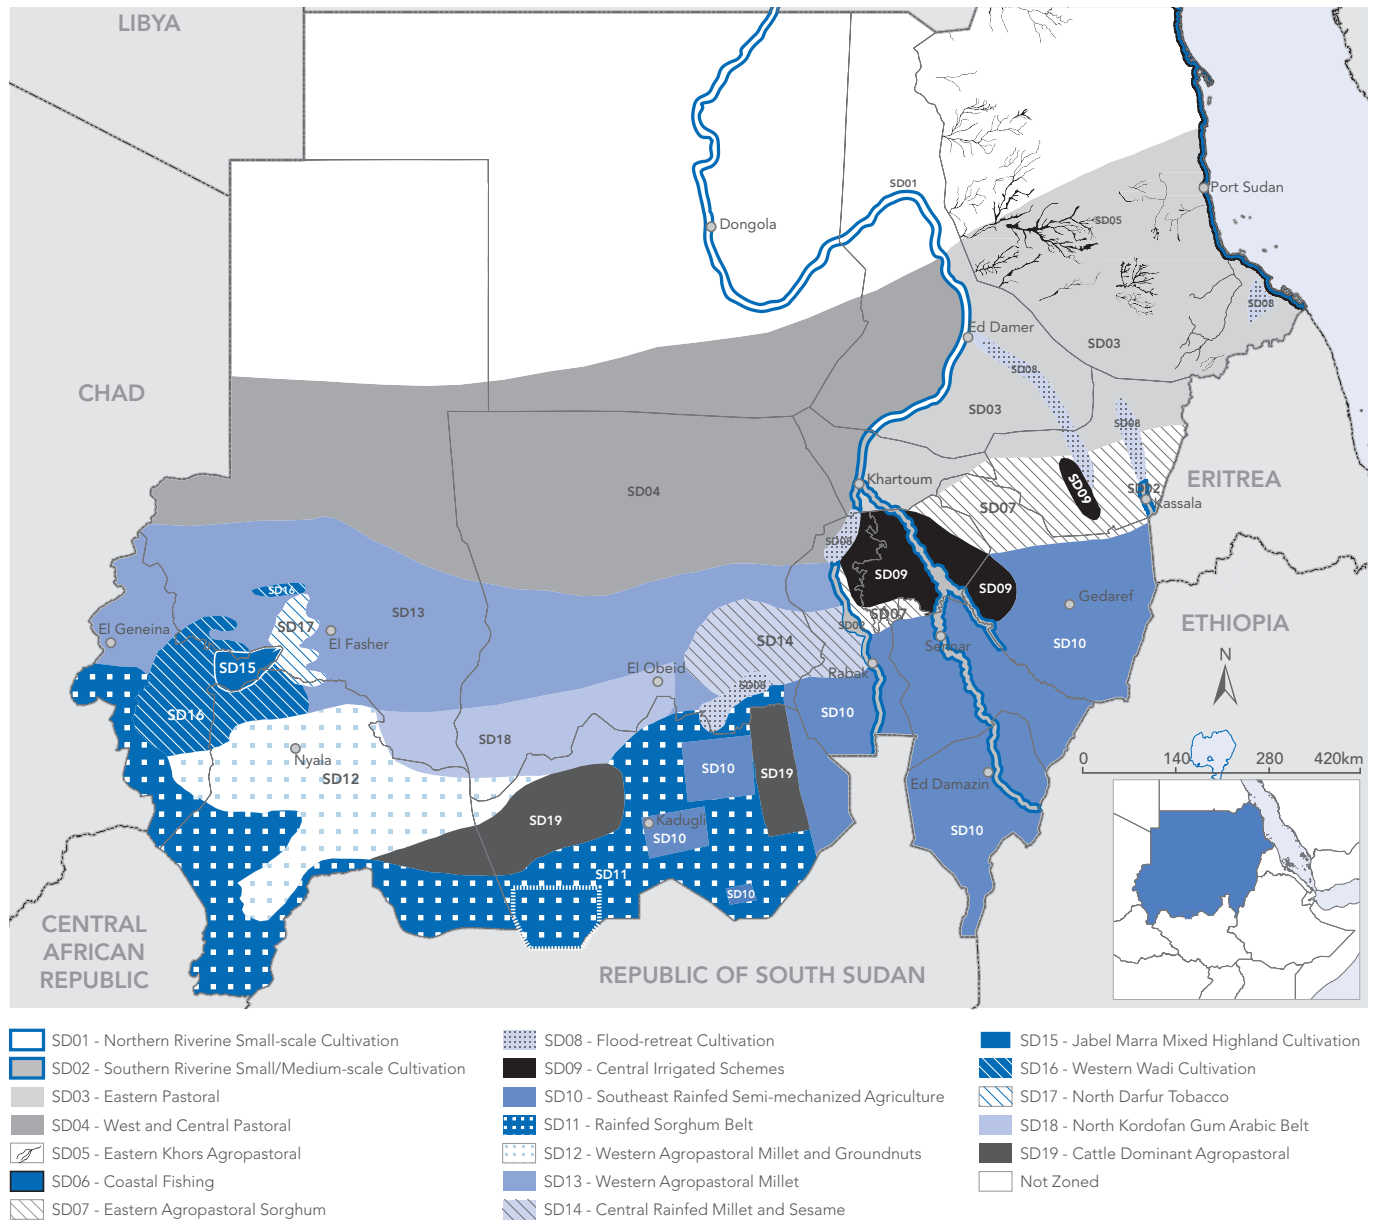 LIBYA
SD01
Port Sudan
Dongola
SD05
SD08
Ed Damer
SD03
SD08
CHAD
SD03
SD08
Khartoum
SD04
SD09
SD02
ERITREA
Kassala
SD07
SD08
SD09
SD09
SD16
SD13
Gedaref
SD07
SD02
El Geneina
SD17
El Fasher
SD14
Sennar
SD10
ETHIOPIA
N
SD15
El Obeid
Rabak
SD08
SD16
SD10
SD18
Nyala
SD12
SD10
SD19
0 140 280 420km
Ed Damazin
SD19
Kadugli
SD10
SD10
SD11
SD10
CENTRAL
AFRICAN
REPUBLIC
REPUBLIC OF SOUTH SUDAN
SD01 - Northern Riverine Small-scale Cultivation
SD02 - Southern Riverine Small/Medium-scale Cultivation
SD03 - Eastern Pastoral
SD04 - West and Central Pastoral
SD05 - Eastern Khors Agropastoral
SD06 - Coastal Fishing
SD07 - Eastern Agropastoral Sorghum
SD08 - Flood-retreat Cultivation
SD09 - Central Irrigated Schemes
SD10 - Southeast Rainfed Semi-mechanized Agriculture
SD11 - Rainfed Sorghum Belt
SD12 - Western Agropastoral Millet and Groundnuts
SD13 - Western Agropastoral Millet
SD14 - Central Rainfed Millet and Sesame
SD15 - Jabel Marra Mixed Highland Cultivation
SD16 - Western Wadi Cultivation
SD17 - North Darfur Tobacco
SD18 - North Kordofan Gum Arabic Belt
SD19 - Cattle Dominant Agropastoral
Not Zoned